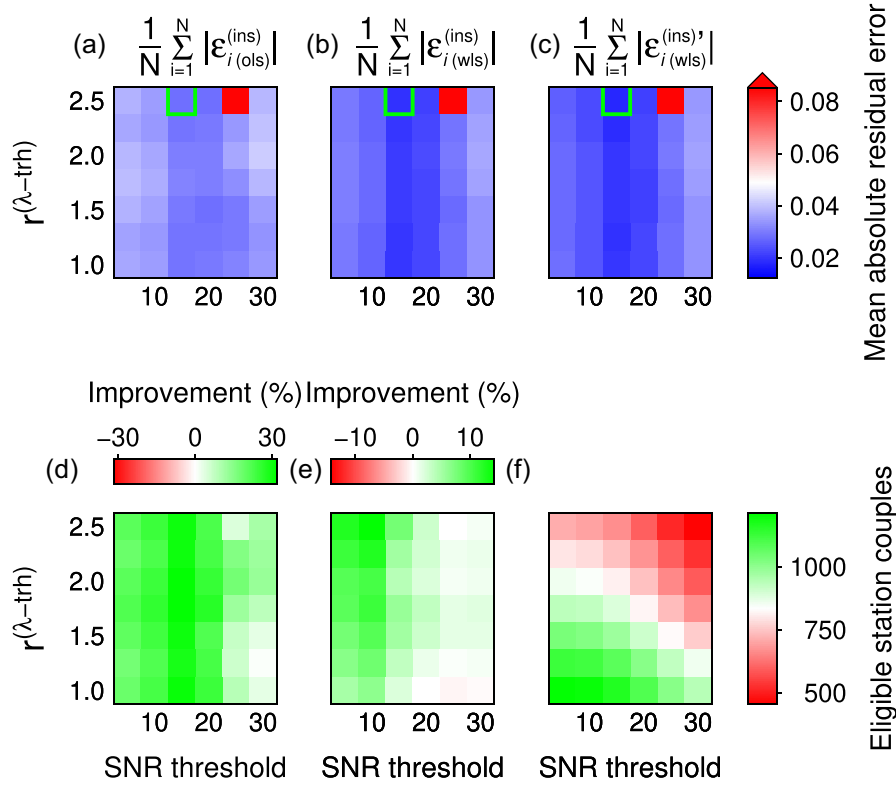 (a) 1/N Σ_{i=1}^{N} |ε_{i (ols)}^{(ins)}|
(b) 1/N Σ_{i=1}^{N} |ε_{i (wls)}^{(ins)}|
(c) 1/N Σ_{i=1}^{N} |ε_{i (wls)}^{(ins)}'|
r^{(λ−trh)}
2.5
2.0
1.5
1.0
10 20 30
10 20 30
10 20 30
0.08
0.06
0.04
0.02
Mean absolute residual error
Improvement (%)
Improvement (%)
−30 0 30
−10 0 10
(d)
(e)
(f)
r^{(λ−trh)}
2.5
2.0
1.5
1.0
10 20 30
10 20 30
10 20 30
SNR threshold
SNR threshold
SNR threshold
1000
750
500
Eligible station couples